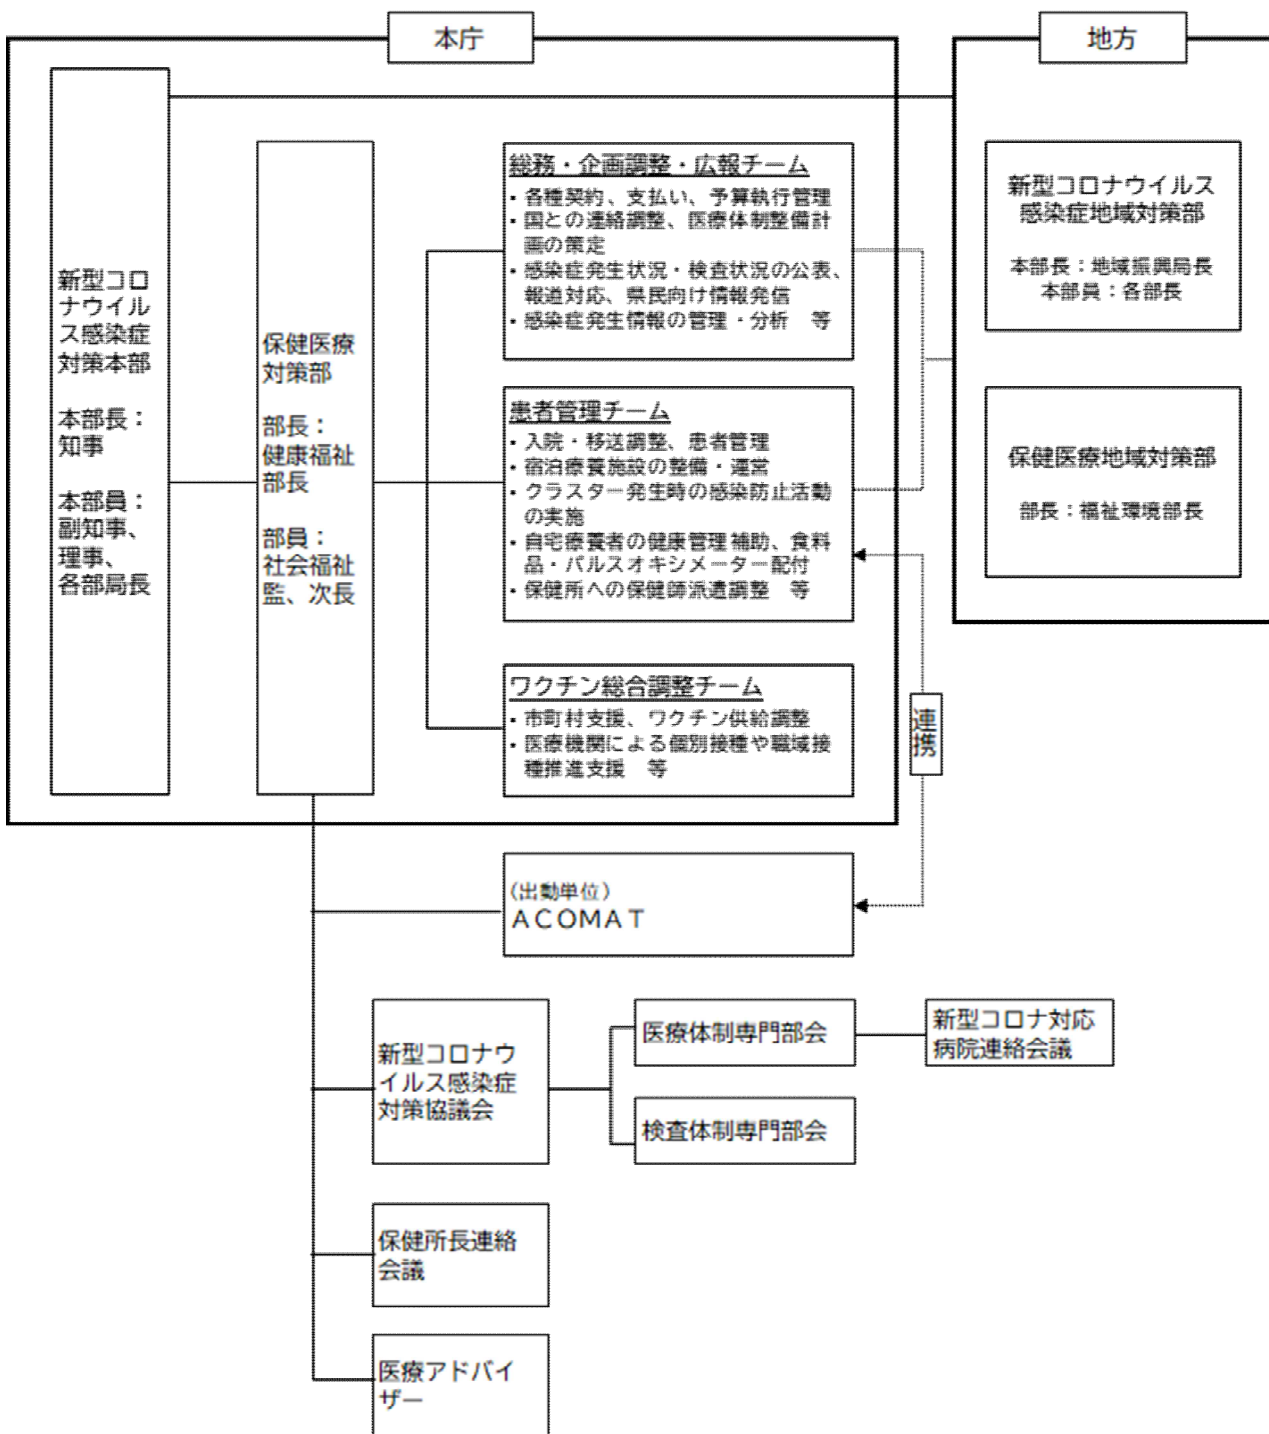 本庁
新型コロ
ナウイル
ス感染症
対策本部
本部長：
知事
本部員：
副知事、
理事、
各部局長
保健医療
対策部
部長：
健康福祉
部長
部員：
社会福祉
監、次長
総務・企画調整・広報チーム
・各種契約、支払い、予算執行管理
・国との連絡調整、医療体制整備計
画の策定
・感染症発生状況・検査状況の公表、
報道対応、県民向け情報発信
・感染症発生情報の管理・分析　等
患者管理チーム
・入院・移送調整、患者管理
・宿泊療養施設の整備・運営
・クラスター発生時の感染防止活動
の実施
・自宅療養者の健康管理補助、食料
品・パルスオキシメーター配付
・保健所への保健師派遣調整　等
ワクチン総合調整チーム
・市町村支援、ワクチン供給調整
・医療機関による個別接種や職域接
種推進支援　等
地方
新型コロナウイルス
感染症地域対策部
本部長：地域振興局長
本部員：各部長
保健医療地域対策部
部長：福祉環境部長
連携
（出動単位）
ＡＣＯＭＡＴ
新型コロナウ
イルス感染症
対策協議会
医療体制専門部会
新型コロナ対応
病院連絡会議
検査体制専門部会
保健所長連絡
会議
医療アドバイ
ザー